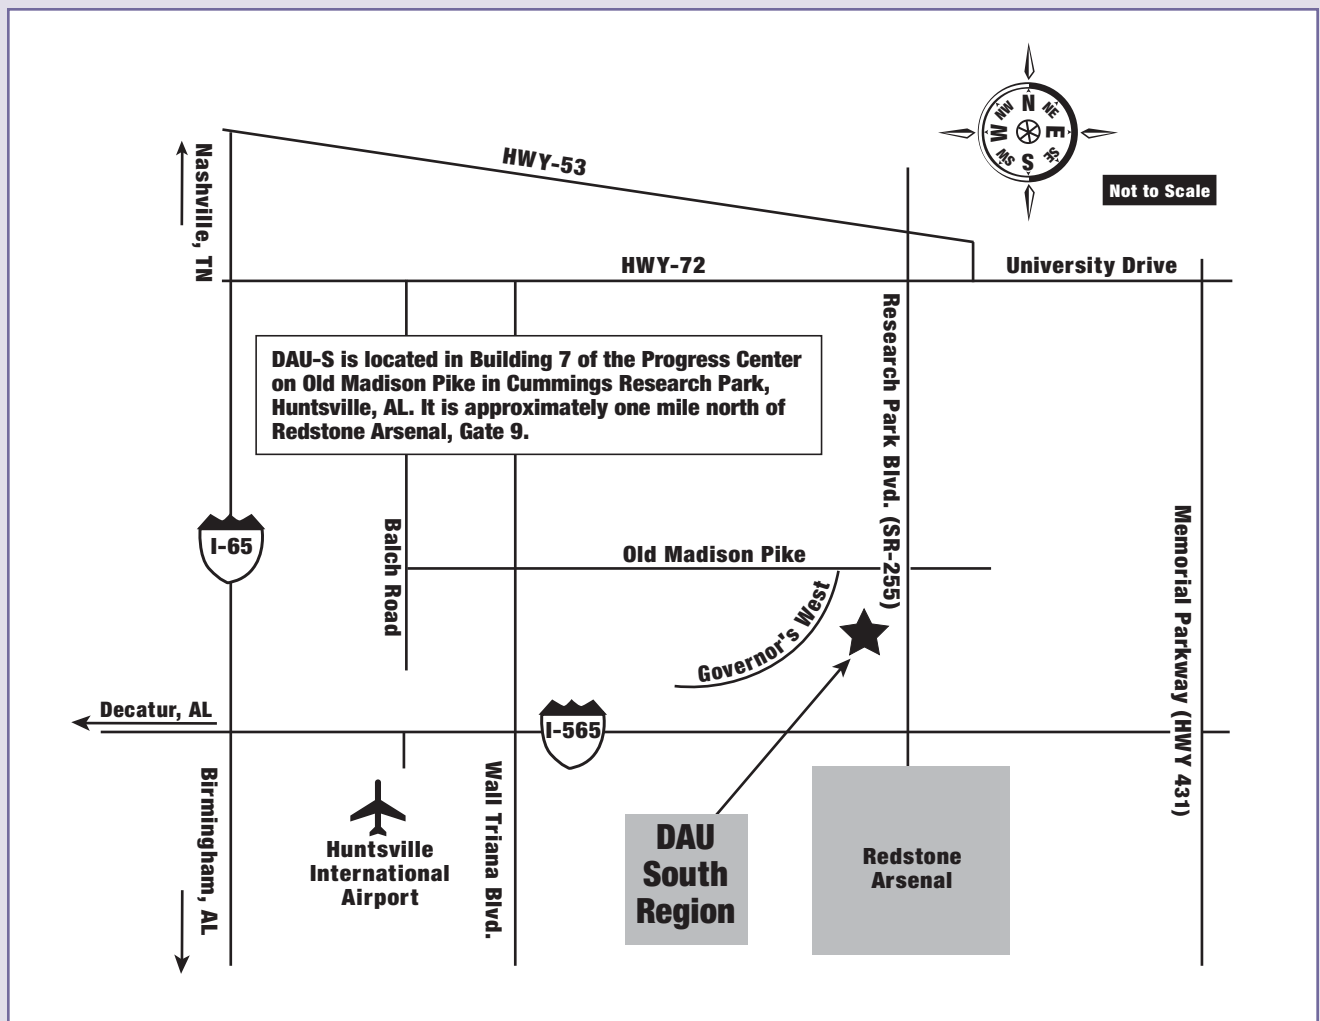 N
NE
E
SE
S
SW
W
NW
Not to Scale
HWY-53
Nashville, TN
HWY-72
University Drive
DAU-S is located in Building 7 of the Progress Center
on Old Madison Pike in Cummings Research Park,
Huntsville, AL. It is approximately one mile north of
Redstone Arsenal, Gate 9.
Research Park Blvd. (SR-255)
I-65
Balch Road
Old Madison Pike
Governor's West
Memorial Parkway (HWY 431)
Decatur, AL
I-565
Birmingham, AL
Huntsville
International
Airport
Wall Triana Blvd.
DAU
South
Region
Redstone
Arsenal